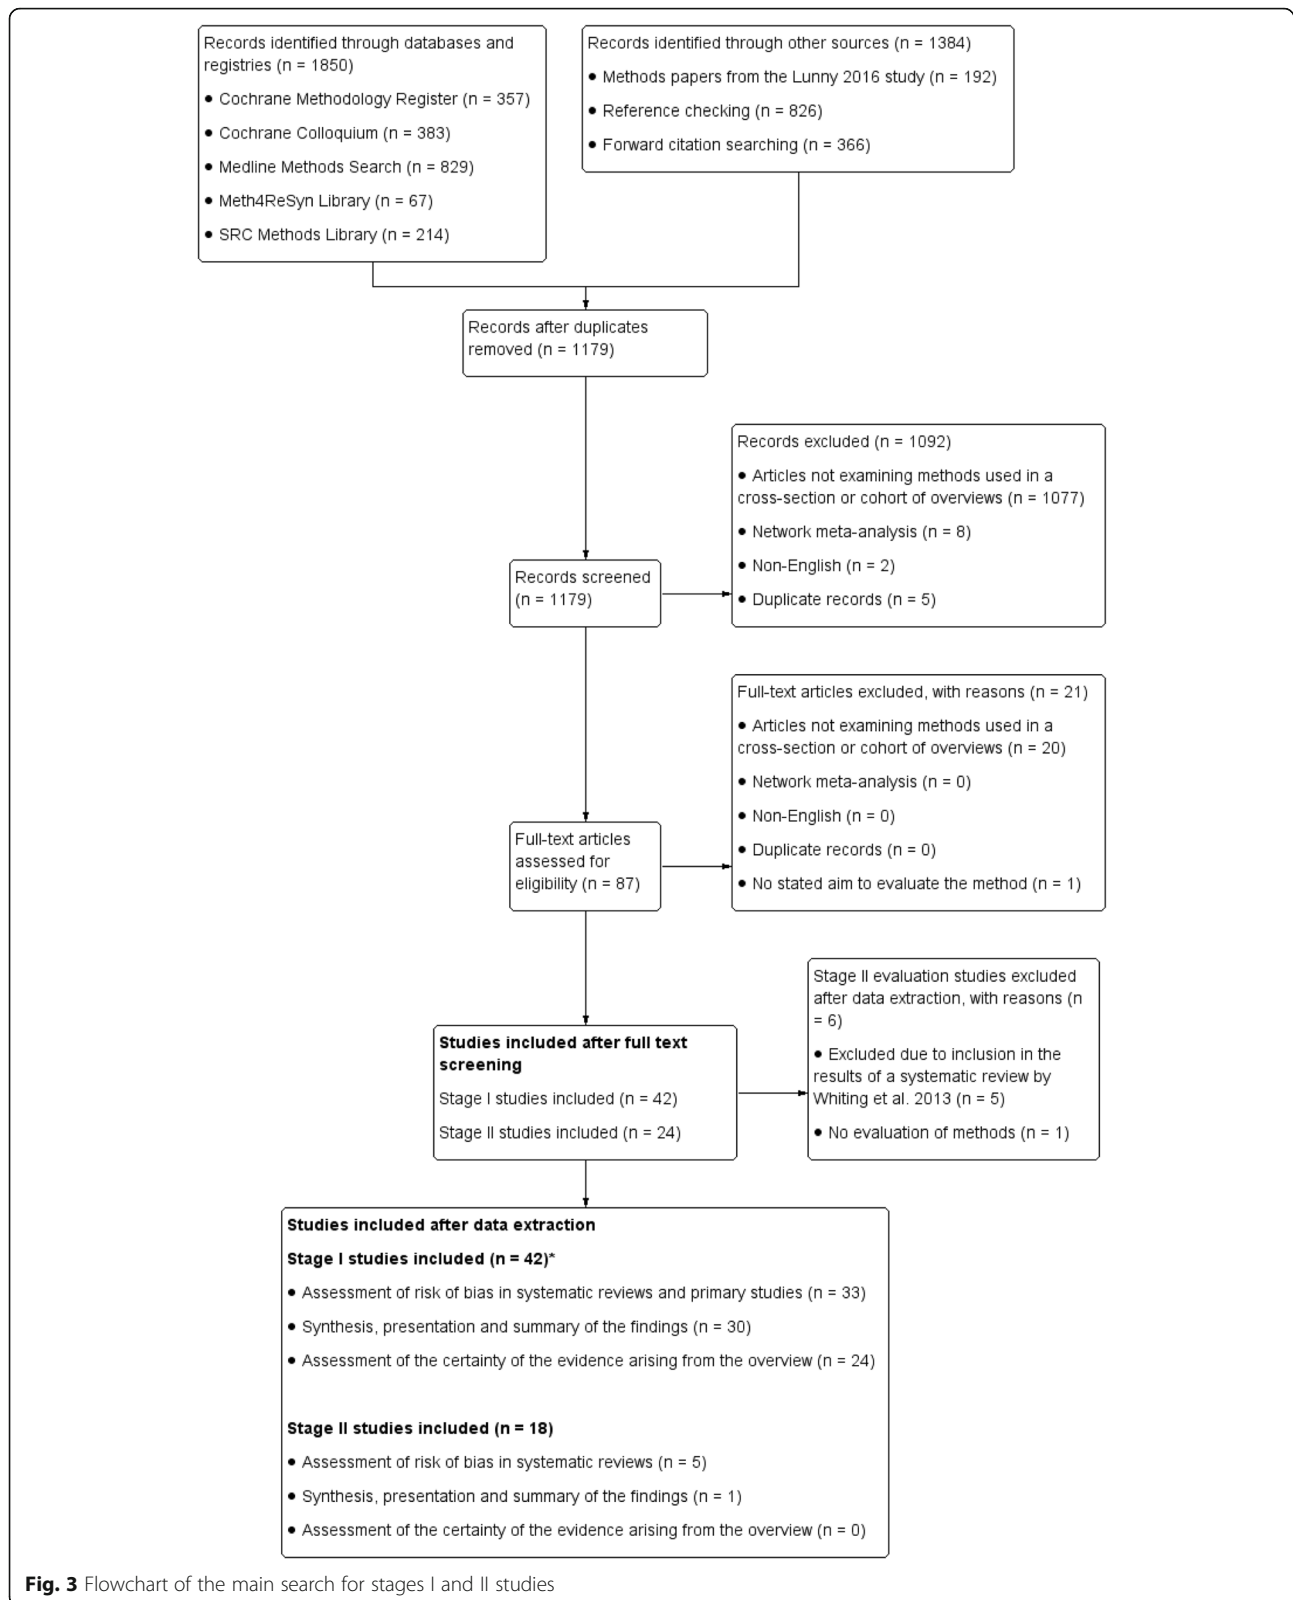 Records identified through databases and
registries (n = 1850)
● Cochrane Methodology Register (n = 357)
● Cochrane Colloquium (n = 383)
● Medline Methods Search (n = 829)
● Meth4ReSyn Library (n = 67)
● SRC Methods Library (n = 214)
Records identified through other sources (n = 1384)
● Methods papers from the Lunny 2016 study (n = 192)
● Reference checking (n = 826)
● Forward citation searching (n = 366)
Records after duplicates
removed (n = 1179)
Records screened
(n = 1179)
Records excluded (n = 1092)
● Articles not examining methods used in a
cross-section or cohort of overviews (n = 1077)
● Network meta-analysis (n = 8)
● Non-English (n = 2)
● Duplicate records (n = 5)
Full-text articles
assessed for
eligibility (n = 87)
Full-text articles excluded, with reasons (n = 21)
● Articles not examining methods used in a
cross-section or cohort of overviews (n = 20)
● Network meta-analysis (n = 0)
● Non-English (n = 0)
● Duplicate records (n = 0)
● No stated aim to evaluate the method (n = 1)
Studies included after full text
screening
Stage I studies included (n = 42)
Stage II studies included (n = 24)
Stage II evaluation studies excluded
after data extraction, with reasons (n
= 6)
● Excluded due to inclusion in the
results of a systematic review by
Whiting et al. 2013 (n = 5)
● No evaluation of methods (n = 1)
Studies included after data extraction
Stage I studies included (n = 42)*
● Assessment of risk of bias in systematic reviews and primary studies (n = 33)
● Synthesis, presentation and summary of the findings (n = 30)
● Assessment of the certainty of the evidence arising from the overview (n = 24)
Stage II studies included (n = 18)
● Assessment of risk of bias in systematic reviews (n = 5)
● Synthesis, presentation and summary of the findings (n = 1)
● Assessment of the certainty of the evidence arising from the overview (n = 0)
Fig. 3 Flowchart of the main search for stages I and II studies